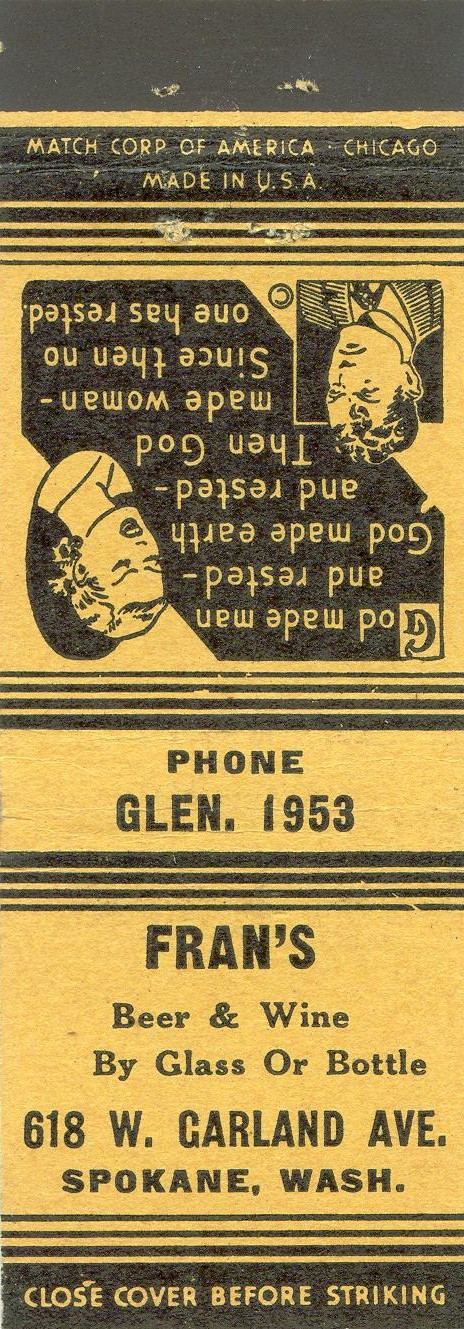 MATCH CORP OF AMERICA · CHICAGO
MADE IN U.S.A.
God made man
and rested-
God made earth
and rested-
Then God
made woman-
Since then no
one has rested.
©
PHONE
GLEN. 1953
FRAN'S
Beer & Wine
By Glass Or Bottle
618 W. GARLAND AVE.
SPOKANE, WASH.
CLOSE COVER BEFORE STRIKING